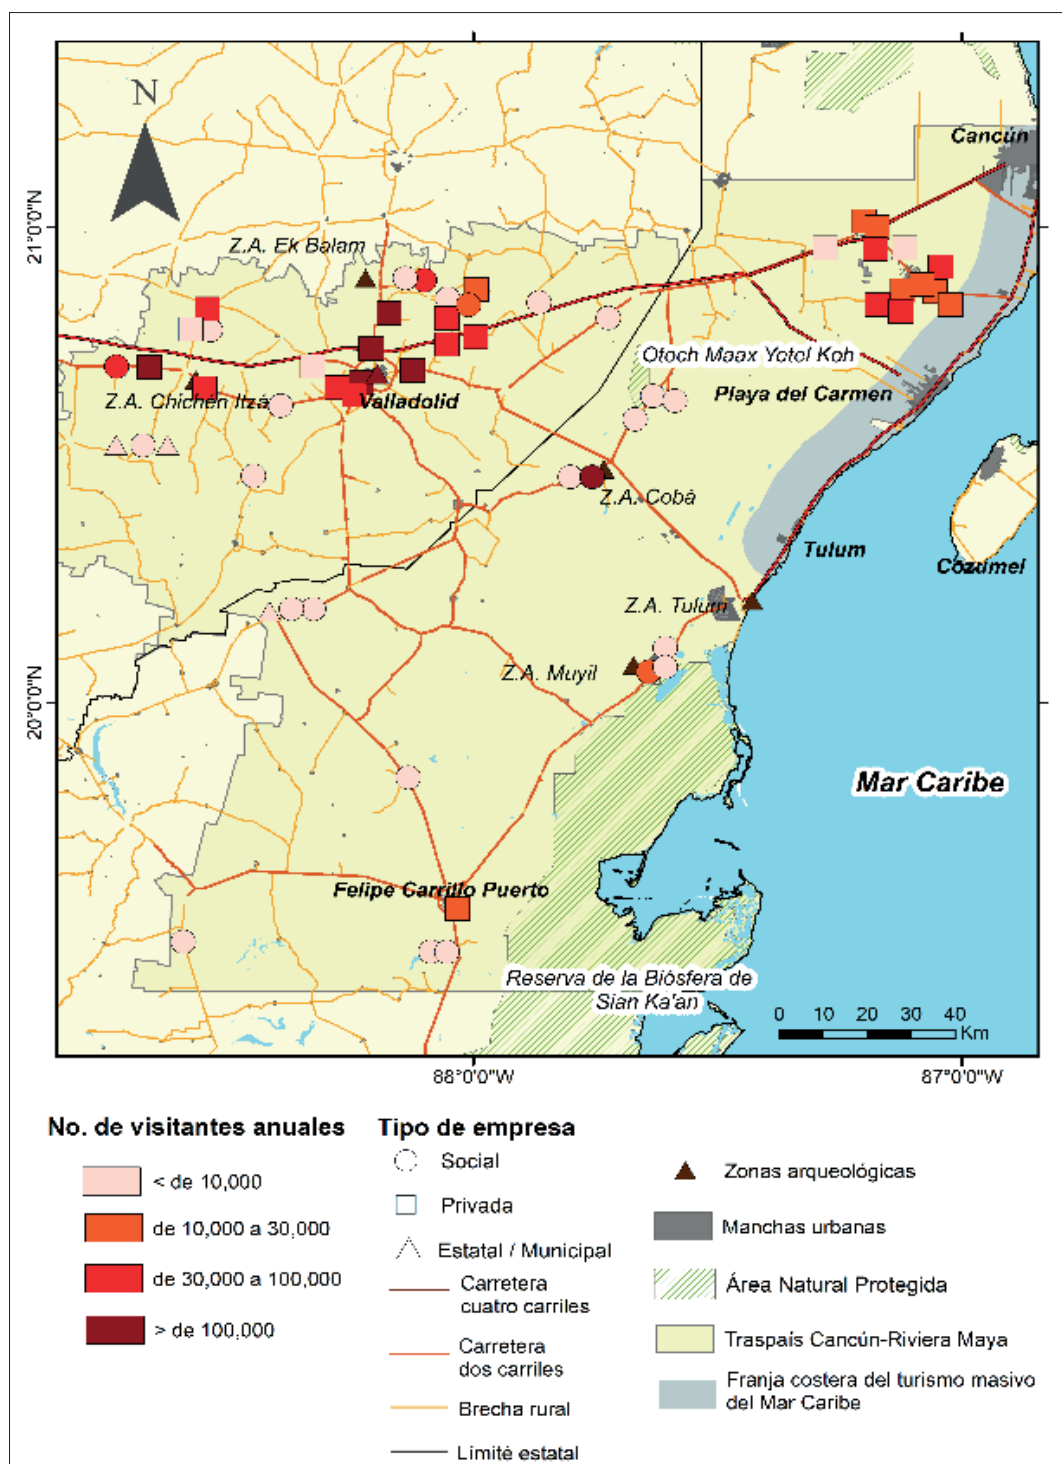 N
Cancún
21°0'0"N
Z.A. Ek Balam
Otoch Maax Yetel Koh
Playa del Carmen
Z.A. Chichén Itzá
Valladolid
Z.A. Cobá
Tulum
Cozumel
Z.A. Tulum
Z.A. Muyil
20°0'0"N
Mar Caribe
Felipe Carrillo Puerto
Reserva de la Biósfera de
Sian Ka'an
0 10 20 30 40
Km
88°0'0"W
87°0'0"W
No. de visitantes anuales
< de 10,000
de 10,000 a 30,000
de 30,000 a 100,000
> de 100,000
Tipo de empresa
Social
Privada
Estatal / Municipal
Carretera
cuatro carriles
Carretera
dos carriles
Brecha rural
Limité estatal
Zonas arqueológicas
Manchas urbanas
Área Natural Protegida
Traspaís Cancún-Riviera Maya
Franja costera del turismo masivo
del Mar Caribe